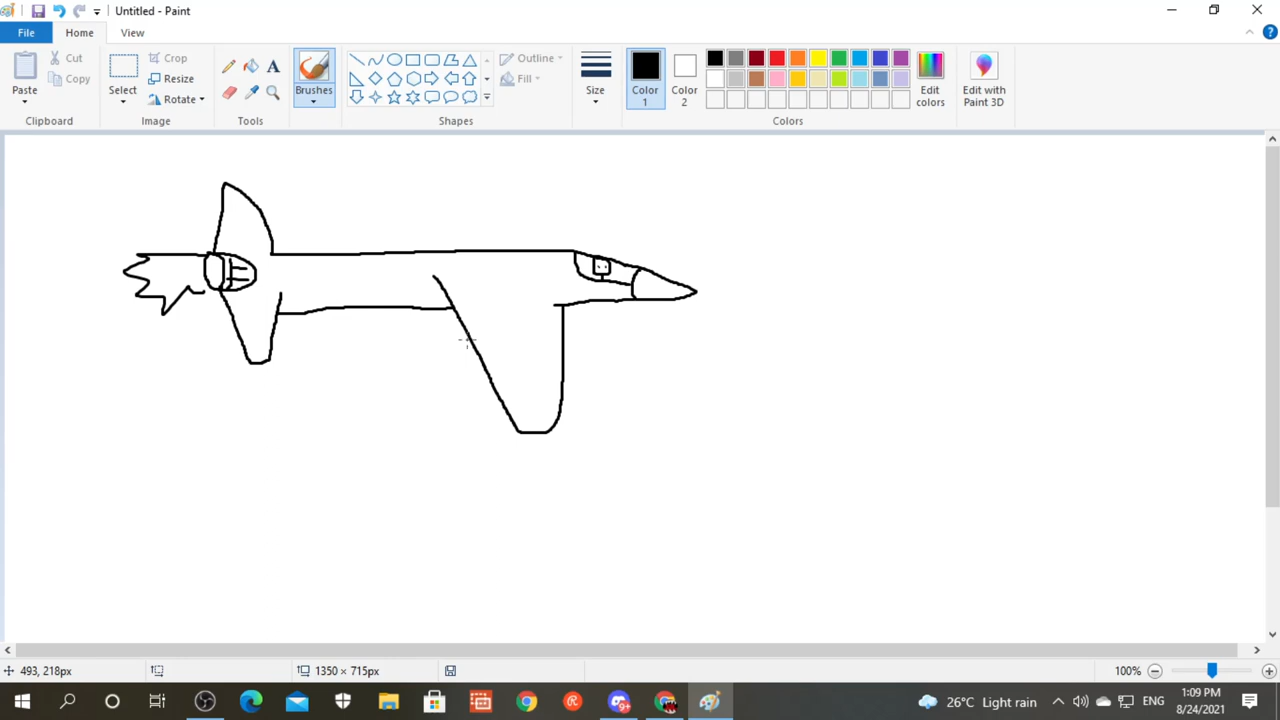 Untitled - Paint
File Home View
Paste
Cut
Copy
Clipboard
Select
Crop
Resize
Rotate
Image
A
Tools
Brushes
Outline
Fill
Shapes
Size
Color 1
Color 2
Edit colors
Colors
Edit with Paint 3D
493, 218px
1350 × 715px
100%
26°C Light rain
ENG
1:09 PM
8/24/2021